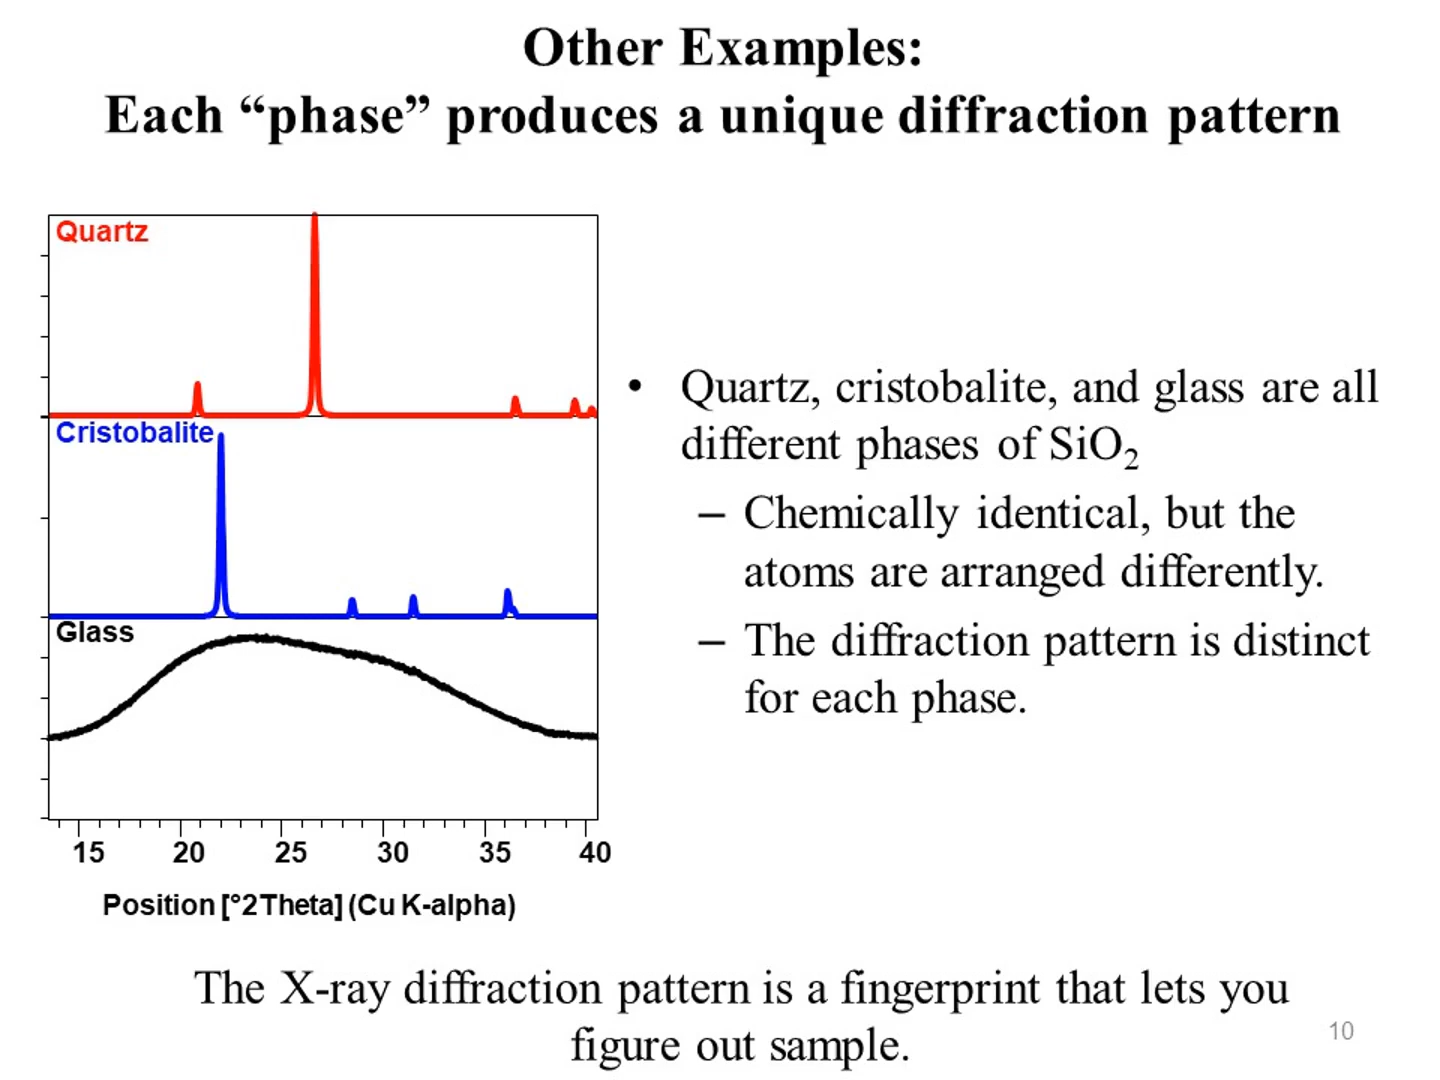 Other Examples:
Each “phase” produces a unique diffraction pattern
Quartz
Cristobalite
Glass
15 20 25 30 35 40
Position [°2Theta] (Cu K-alpha)
• Quartz, cristobalite, and glass are all
different phases of SiO₂
– Chemically identical, but the
atoms are arranged differently.
– The diffraction pattern is distinct
for each phase.
The X-ray diffraction pattern is a fingerprint that lets you
figure out sample.
10